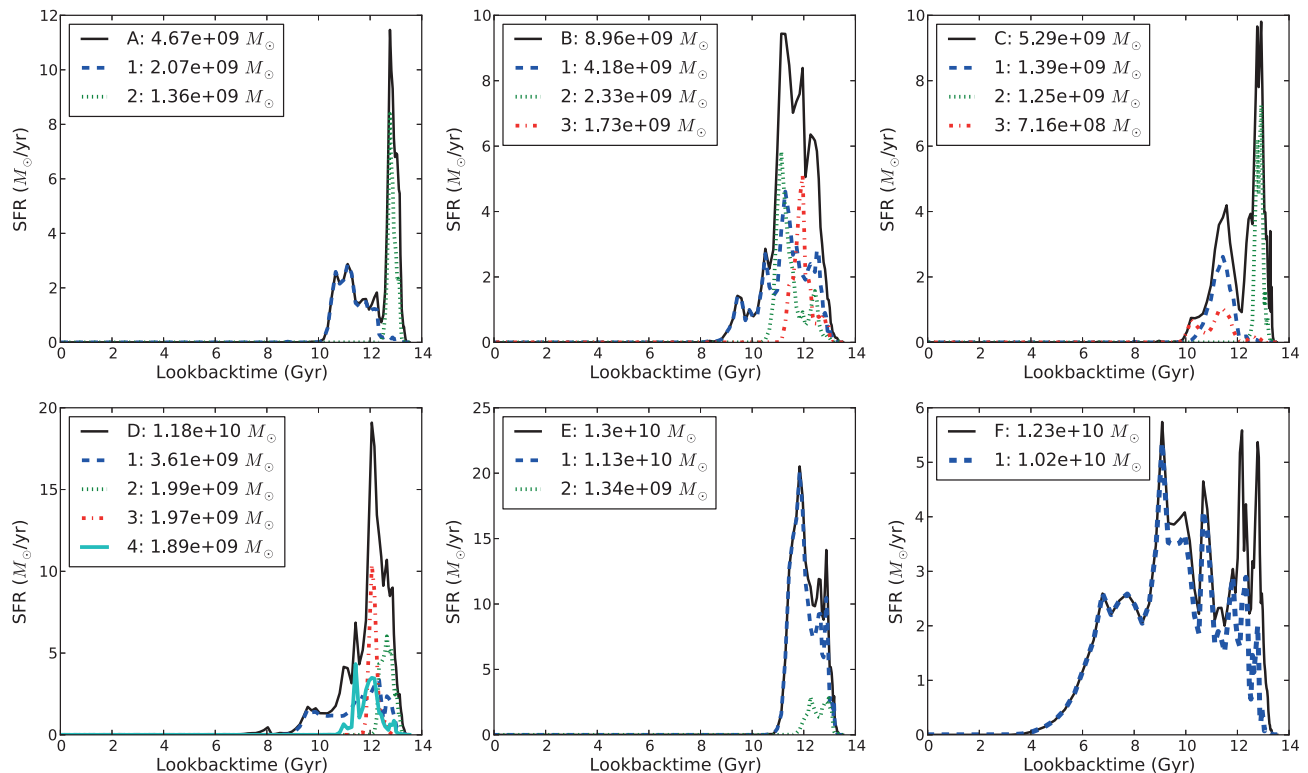 A: 4.67e+09 M⊙
1: 2.07e+09 M⊙
2: 1.36e+09 M⊙
SFR (M⊙/yr)
12
10
8
6
4
2
0
0 2 4 6 8 10 12 14
Lookbacktime (Gyr)
B: 8.96e+09 M⊙
1: 4.18e+09 M⊙
2: 2.33e+09 M⊙
3: 1.73e+09 M⊙
SFR (M⊙/yr)
10
8
6
4
2
0
0 2 4 6 8 10 12 14
Lookbacktime (Gyr)
C: 5.29e+09 M⊙
1: 1.39e+09 M⊙
2: 1.25e+09 M⊙
3: 7.16e+08 M⊙
SFR (M⊙/yr)
10
8
6
4
2
0
0 2 4 6 8 10 12 14
Lookbacktime (Gyr)
D: 1.18e+10 M⊙
1: 3.61e+09 M⊙
2: 1.99e+09 M⊙
3: 1.97e+09 M⊙
4: 1.89e+09 M⊙
SFR (M⊙/yr)
20
15
10
5
0
0 2 4 6 8 10 12 14
Lookbacktime (Gyr)
E: 1.3e+10 M⊙
1: 1.13e+10 M⊙
2: 1.34e+09 M⊙
SFR (M⊙/yr)
25
20
15
10
5
0
0 2 4 6 8 10 12 14
Lookbacktime (Gyr)
F: 1.23e+10 M⊙
1: 1.02e+10 M⊙
SFR (M⊙/yr)
6
5
4
3
2
1
0
0 2 4 6 8 10 12 14
Lookbacktime (Gyr)